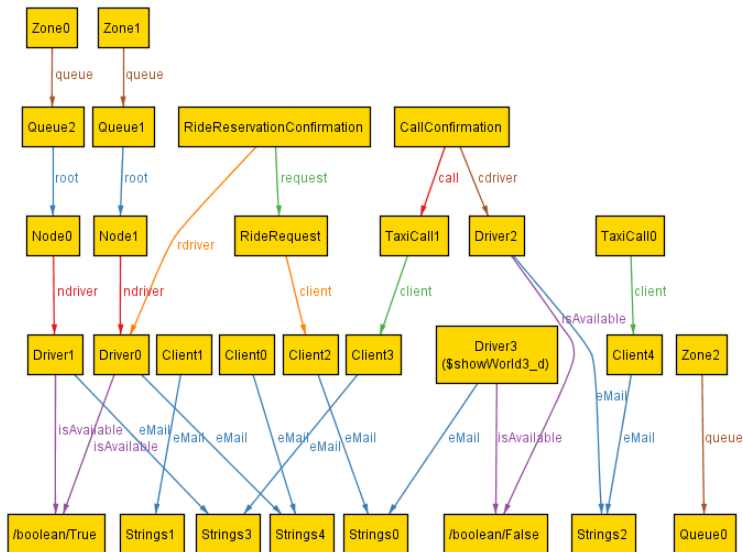 Zone0
Zone1
queue
queue
Queue2
Queue1
RideReservationConfirmation
CallConfirmation
root
root
request
call
cdriver
Node0
Node1
rdriver
RideRequest
TaxiCall1
Driver2
TaxiCall0
ndriver
ndriver
client
client
isAvailable
client
Driver1
Driver0
Client1
Client0
Client2
Client3
Driver3
($showWorld3_d)
Client4
Zone2
eMail
isAvailable
isAvailable
eMail
eMail
eMail
eMail
eMail
eMail
eMail
isAvailable
eMail
queue
/boolean/True
Strings1
Strings3
Strings4
Strings0
/boolean/False
Strings2
Queue0